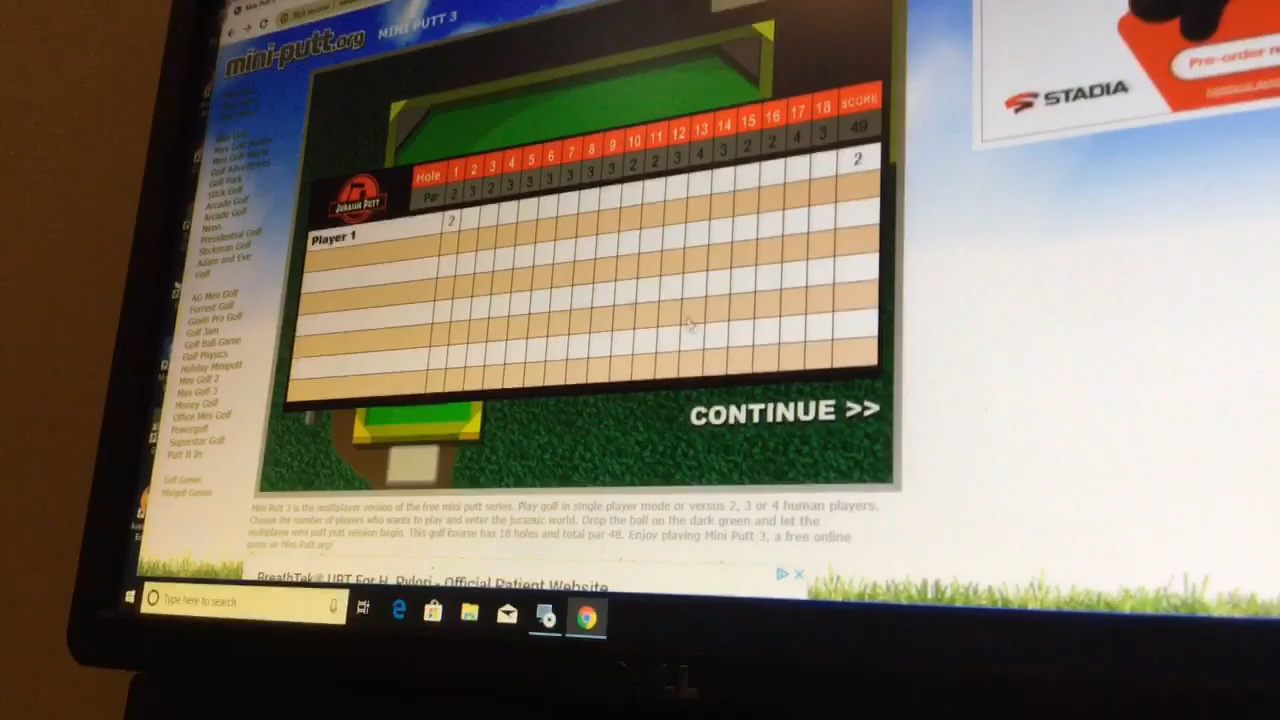 mini-putt.org MINI PUTT 3
Pre-order
STADIA
Hole 1 2 3 4 5 6 7 8 9 10 11 12 13 14 15 16 17 18 SCORE
Par 2 3 2 3 3 3 3 3 3 2 2 3 4 3 2 2 4 3 49
JURASSIC PUTT
Player 1 2 2
CONTINUE >>
Stick Golf
Arcade Golf
Arcade Golf
Neon
Presidential Golf
Stickman Golf
Adam and Eve
Golf
AG Mini Golf
Forrest Golf
Gavin Pro Golf
Golf Jam
Golf Ball Game
Golf Physics
Holiday Miniputt
Mini Golf 2
Mini Golf 3
Money Golf
Office Mini Golf
Powergolf
Superstar Golf
Putt It In
Golf Games
Minigolf Games
Mini Putt 3 is the multiplayer version of the free mini putt series. Play golf in single player mode or versus 2, 3 or 4 human players.
Choose the number of players who wants to play and enter the jurassic world. Drop the ball on the dark green and let the
multiplayer mini putt putt session begin. This golf kourse has 18 holes and total par 48. Enjoy playing Mini Putt 3, a free online
game on Mini-Putt.org!
BreathTek® UBT For H. Pylori - Official Patient Website
Type here to search